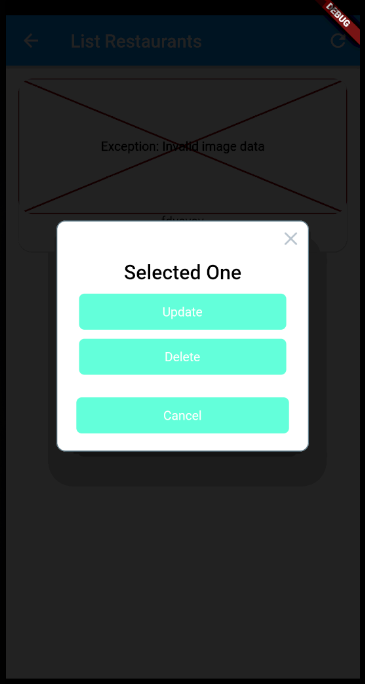 DEBUG
List Restaurants
Exception: Invalid image data
Selected One
Update
Delete
Cancel